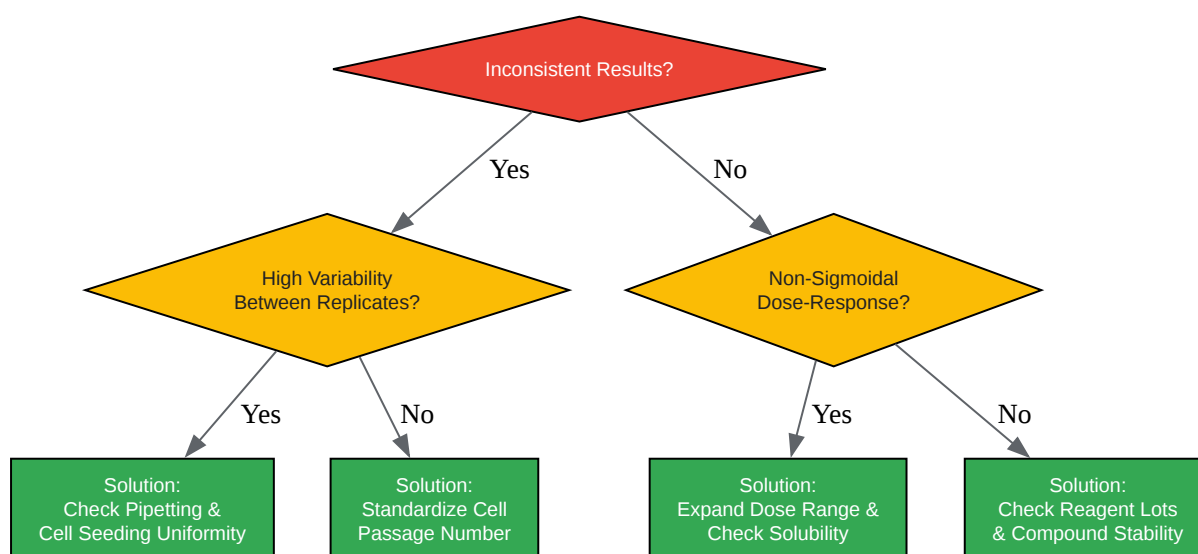 Inconsistent Results?
Yes
No
High Variability
Between Replicates?
Non-Sigmoidal
Dose-Response?
Yes
No
Yes
No
Solution:
Check Pipetting &
Cell Seeding Uniformity
Solution:
Standardize Cell
Passage Number
Solution:
Expand Dose Range &
Check Solubility
Solution:
Check Reagent Lots
& Compound Stability